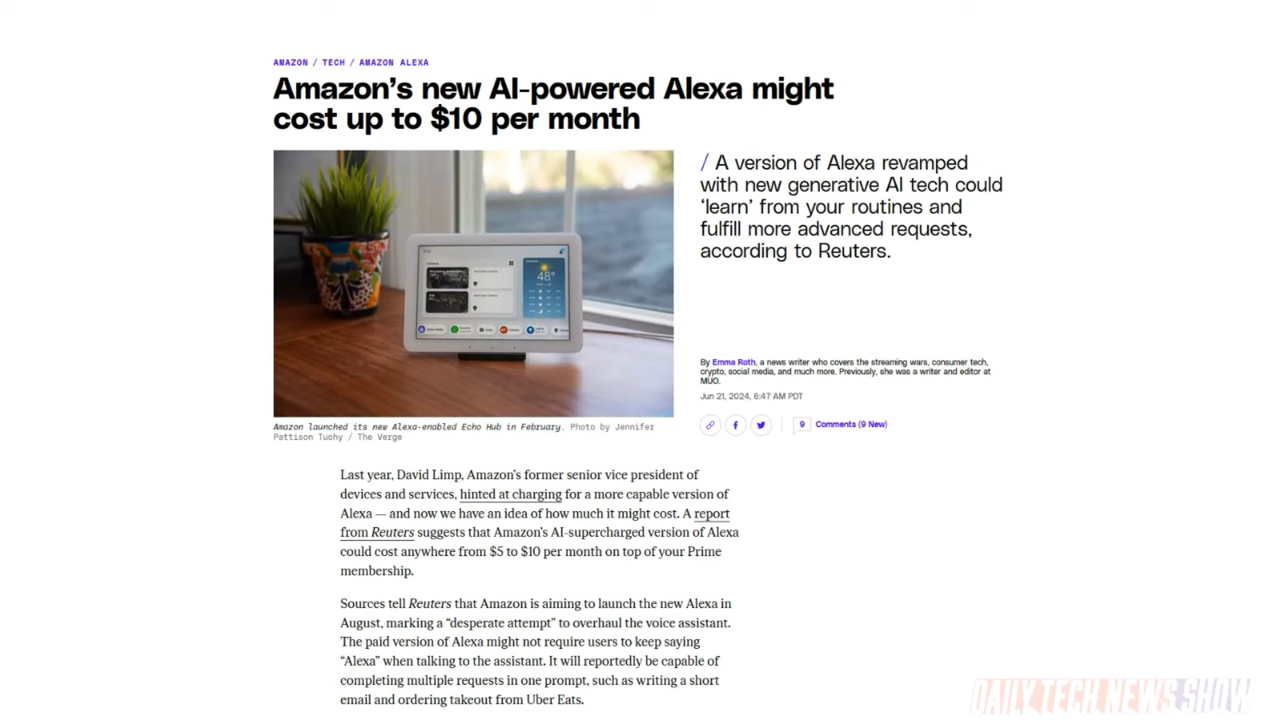 AMAZON / TECH / AMAZON ALEXA
Amazon's new AI-powered Alexa might
cost up to $10 per month
/ A version of Alexa revamped
with new generative AI tech could
'learn' from your routines and
fulfill more advanced requests,
according to Reuters.
48°
By Emma Roth, a news writer who covers the streaming wars, consumer tech,
crypto, social media, and much more. Previously, she was a writer and editor at
MUO.
Jun 21, 2024, 6:47 AM PDT
9 Comments (9 New)
Amazon launched its new Alexa-enabled Echo Hub in February. Photo by Jennifer
Pattison Tuohy / The Verge
Last year, David Limp, Amazon's former senior vice president of
devices and services, hinted at charging for a more capable version of
Alexa — and now we have an idea of how much it might cost. A report
from Reuters suggests that Amazon's AI-supercharged version of Alexa
could cost anywhere from $5 to $10 per month on top of your Prime
membership.
Sources tell Reuters that Amazon is aiming to launch the new Alexa in
August, marking a “desperate attempt” to overhaul the voice assistant.
The paid version of Alexa might not require users to keep saying
“Alexa” when talking to the assistant. It will reportedly be capable of
completing multiple requests in one prompt, such as writing a short
email and ordering takeout from Uber Eats.
DAILY TECH NEWS SHOW